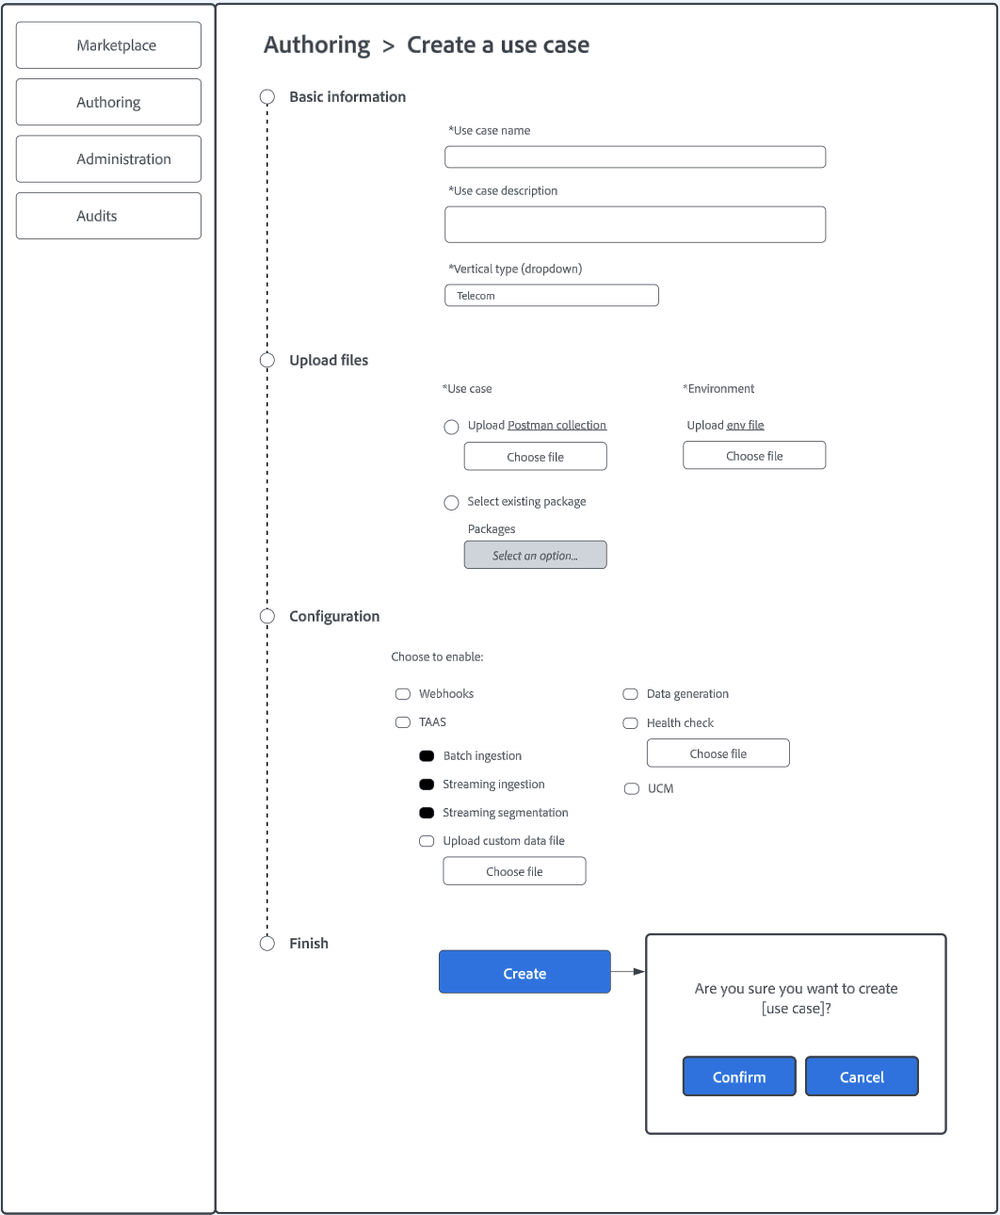 Marketplace
Authoring
Administration
Audits
Authoring > Create a use case
Basic information
*Use case name
*Use case description
*Vertical type (dropdown)
Telecom
Upload files
*Use case
*Environment
Upload Postman collection
Upload env file
Choose file
Choose file
Select existing package
Packages
Select an option...
Configuration
Choose to enable:
Webhooks
Data generation
TAAS
Health check
Batch ingestion
Choose file
Streaming ingestion
UCM
Streaming segmentation
Upload custom data file
Choose file
Finish
Create
Are you sure you want to create
[use case]?
Confirm
Cancel